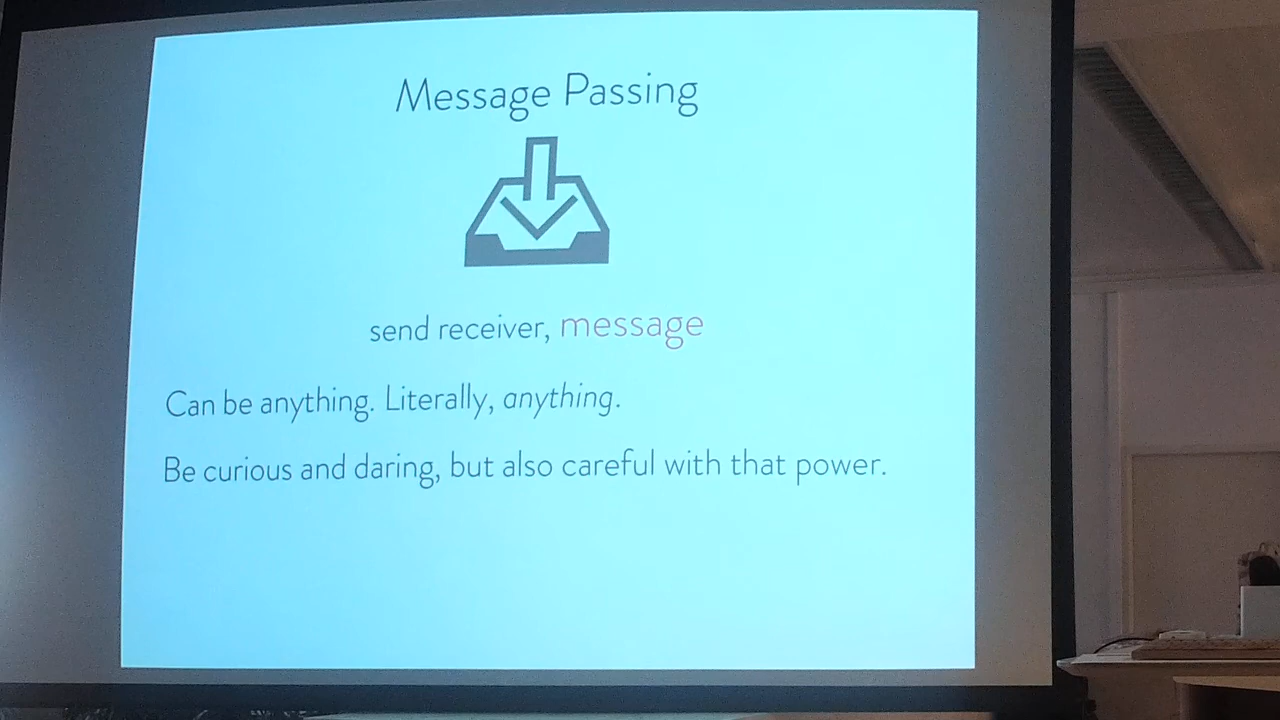 Message Passing
send receiver, message
Can be anything. Literally, anything.
Be curious and daring, but also careful with that power.